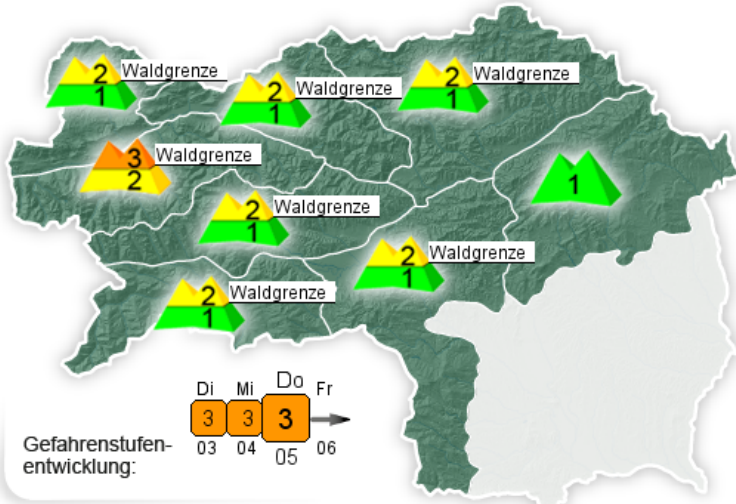 2 Waldgrenze
1
2 Waldgrenze
1
2 Waldgrenze
1
3 Waldgrenze
2
1
2 Waldgrenze
1
2 Waldgrenze
1
2 Waldgrenze
1
Di Mi Do Fr
3 3 3
03 04 05 06
Gefahrenstufen-
entwicklung: